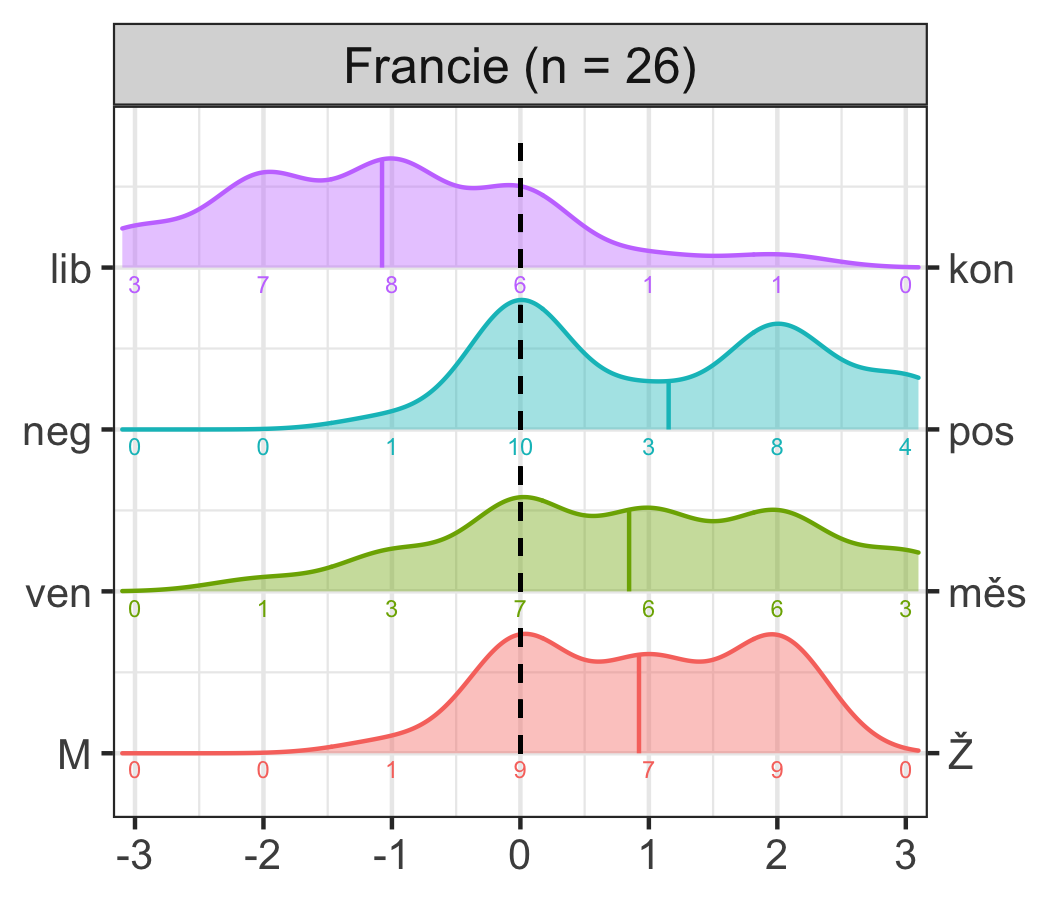 Francie (n = 26)
lib kon
3 7 8 6 1 1 0
neg pos
0 0 1 10 3 8 4
ven měs
0 1 3 7 6 6 3
M Ž
0 0 1 9 7 9 0
-3 -2 -1 0 1 2 3